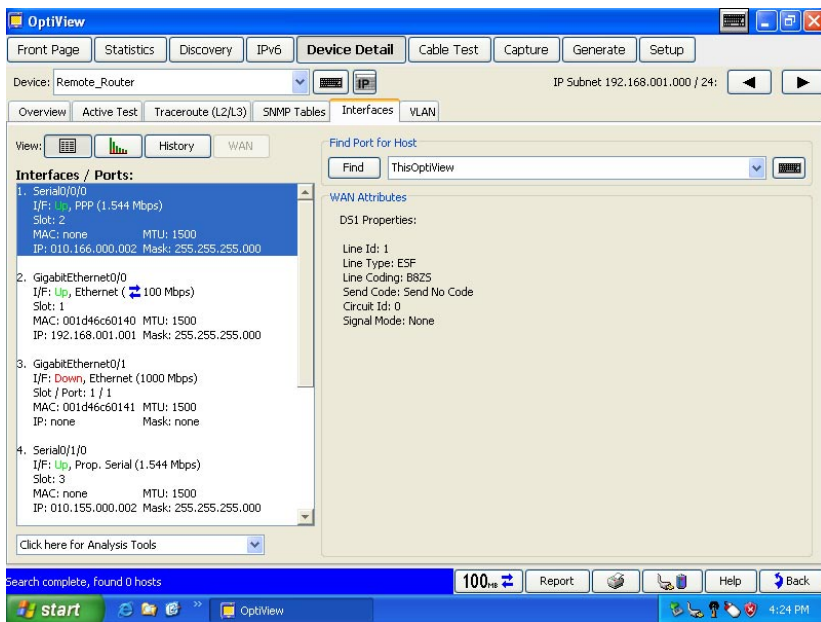 OptiView
Front Page Statistics Discovery IPv6 Device Detail Cable Test Capture Generate Setup
Device: Remote_Router IP IP Subnet 192.168.001.000 / 24:
Overview Active Test Traceroute (L2/L3) SNMP Tables Interfaces VLAN
View: History WAN
Interfaces / Ports:
1. Serial0/0/0
I/F: Up, PPP (1.544 Mbps)
Slot: 2
MAC: none MTU: 1500
IP: 010.166.000.002 Mask: 255.255.255.000
2. GigabitEthernet0/0
I/F: Up, Ethernet ( 100 Mbps)
Slot: 1
MAC: 001d46c60140 MTU: 1500
IP: 192.168.001.001 Mask: 255.255.255.000
3. GigabitEthernet0/1
I/F: Down, Ethernet (1000 Mbps)
Slot / Port: 1 / 1
MAC: 001d46c60141 MTU: 1500
IP: none Mask: none
4. Serial0/1/0
I/F: Up, Prop. Serial (1.544 Mbps)
Slot: 3
MAC: none MTU: 1500
IP: 010.155.000.002 Mask: 255.255.255.000
Click here for Analysis Tools
Find Port for Host
Find ThisOptiView
WAN Attributes
DS1 Properties:
Line Id: 1
Line Type: ESF
Line Coding: B8ZS
Send Code: Send No Code
Circuit Id: 0
Signal Mode: None
Search complete, found 0 hosts 100MB Report Help Back
start OptiView 4:24 PM